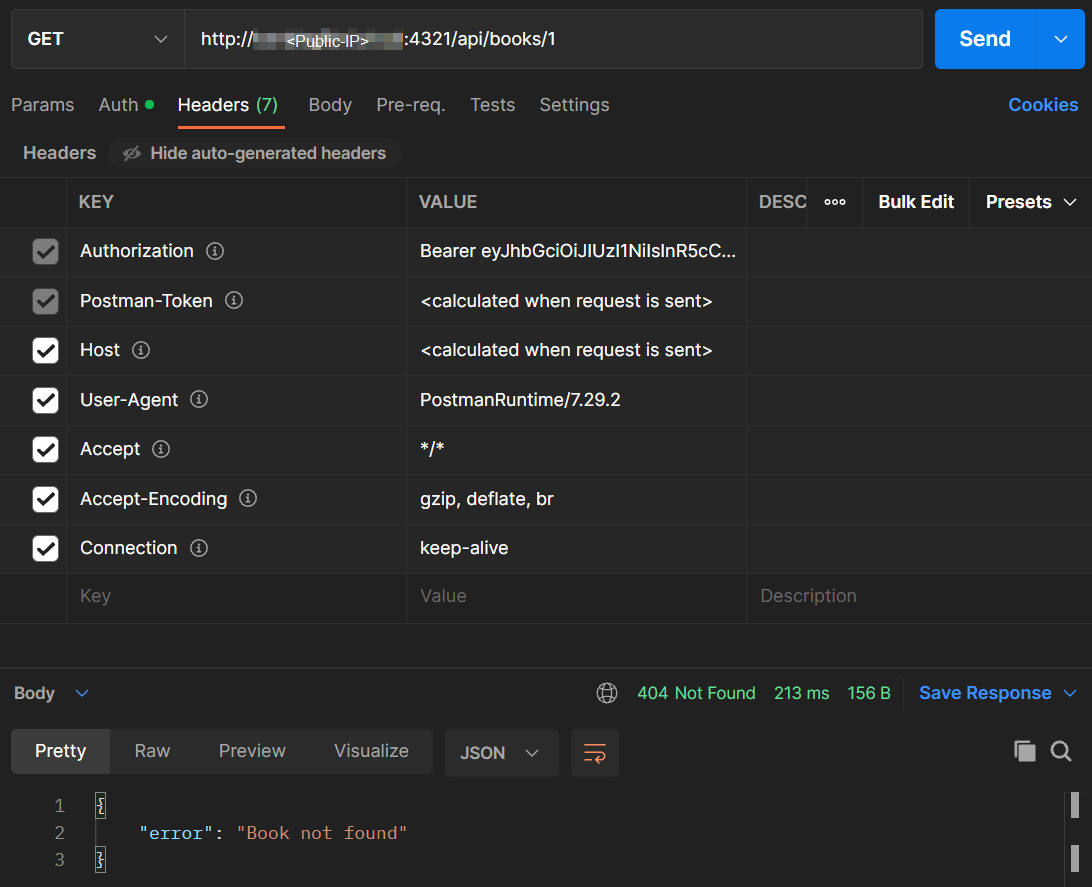 GET http://<Public-IP>:4321/api/books/1 Send
Params Auth Headers (7) Body Pre-req. Tests Settings Cookies
Headers Hide auto-generated headers
KEY VALUE DESC ooo Bulk Edit Presets
Authorization Bearer eyJhbGciOiJIUzI1NiIsInR5cC...
Postman-Token <calculated when request is sent>
Host <calculated when request is sent>
User-Agent PostmanRuntime/7.29.2
Accept */*
Accept-Encoding gzip, deflate, br
Connection keep-alive
Key Value Description
Body 404 Not Found 213 ms 156 B Save Response
Pretty Raw Preview Visualize JSON
1 {
2 "error": "Book not found"
3 }